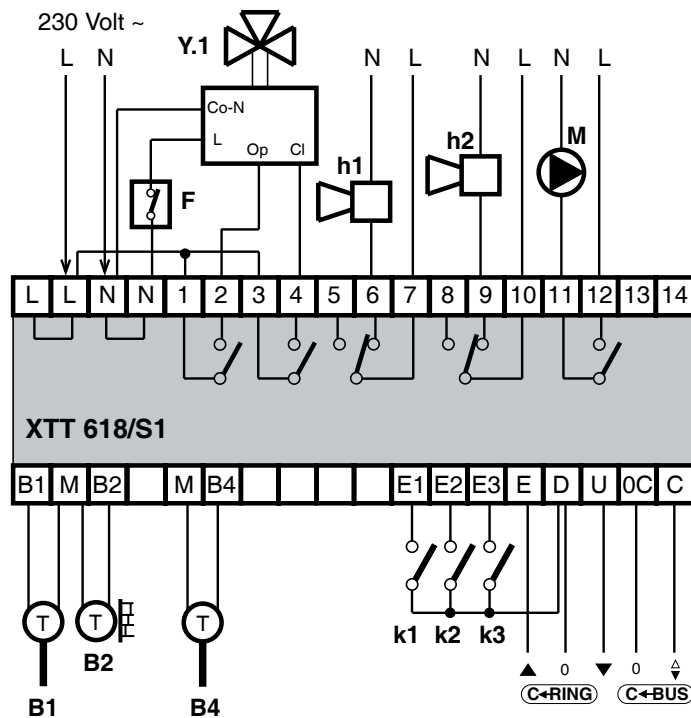 230 Volt ~
L N Y.1 N L N L N L
Co-N
L
Op Cl
F h1 h2 M
L L N N 1 2 3 4 5 6 7 8 9 10 11 12 13 14
XTT 618/S1
B1 M B2 M B4 E1 E2 E3 E D U 0C C
T T T
k1 k2 k3
B2
0 0
B1 B4 C RING C BUS